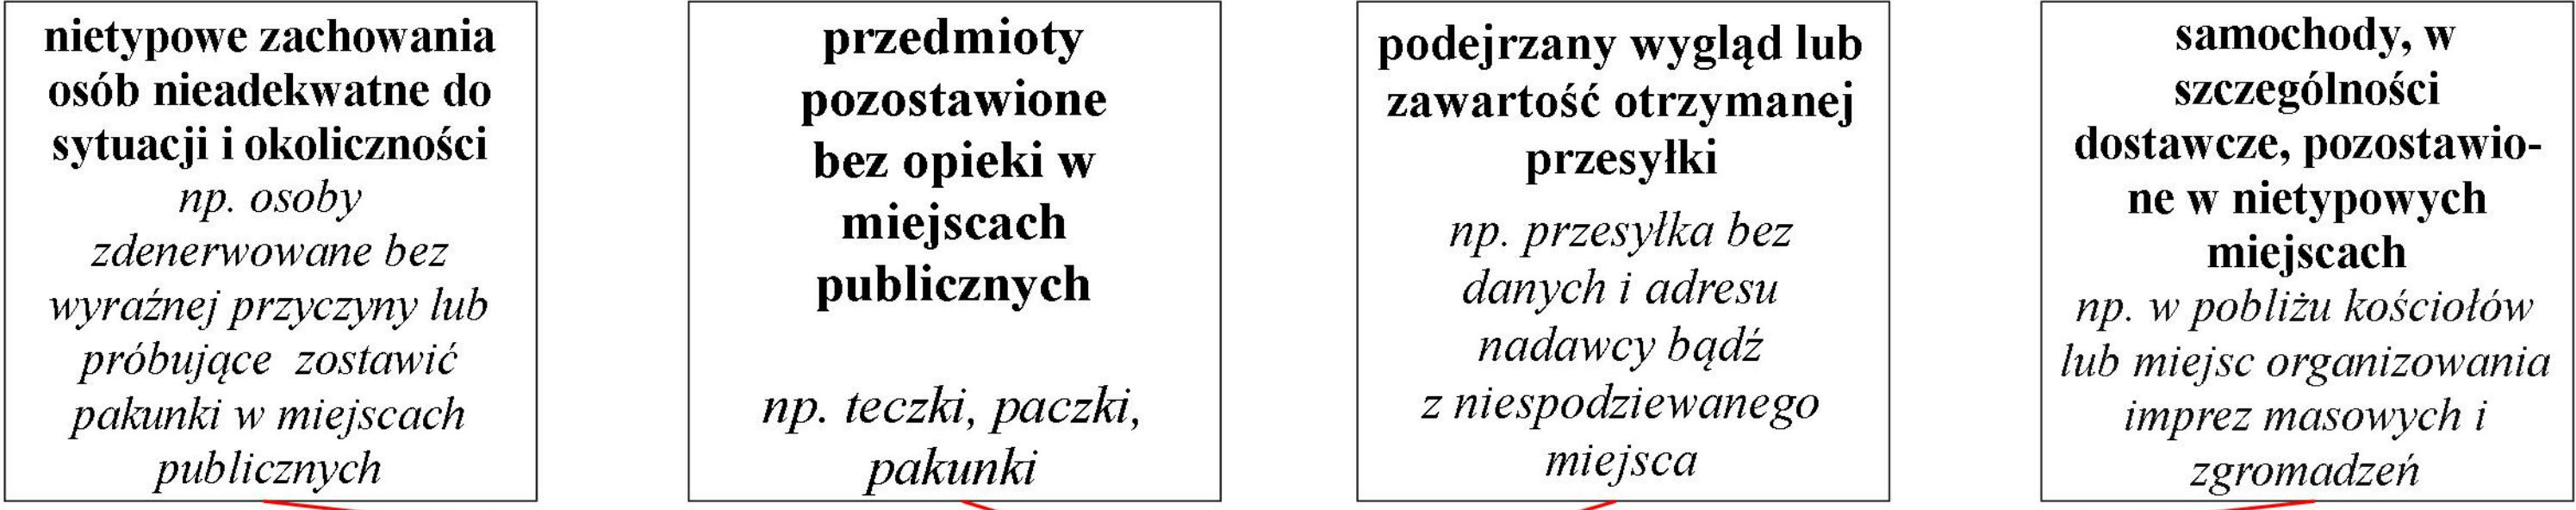 nietypowe zachowania
osób nieadekwatne do
sytuacji i okoliczności
np. osoby
zdenerwowane bez
wyraźnej przyczyny lub
próbujące  zostawić
pakunki w miejscach
publicznych
przedmioty
pozostawione
bez opieki w
miejscach
publicznych
np. teczki, paczki,
pakunki
podejrzany wygląd lub
zawartość otrzymanej
przesyłki
np. przesyłka bez
danych i adresu
nadawcy bądź
z niespodziewanego
miejsca
samochody, w
szczególności
dostawcze, pozostawio-
ne w nietypowych
miejscach
np. w pobliżu kościołów
lub miejsc organizowania
imprez masowych i
zgromadzeń